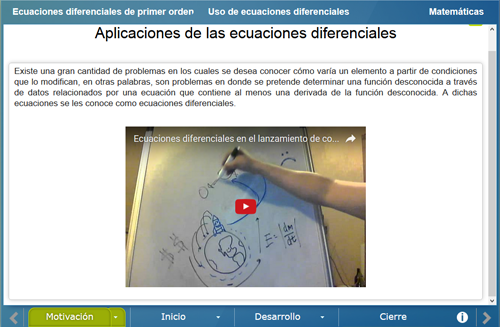 Ecuaciones diferenciales de primer orden
Uso de ecuaciones diferenciales
Matemáticas
Aplicaciones de las ecuaciones diferenciales
Existe una gran cantidad de problemas en los cuales se desea conocer cómo varía un elemento a partir de condiciones
que lo modifican, en otras palabras, son problemas en donde se pretende determinar una función desconocida a través
de datos relacionados por una ecuación que contiene al menos una derivada de la función desconocida. A dichas
ecuaciones se les conoce como ecuaciones diferenciales.
Ecuaciones diferenciales en el lanzamiento de co...
Motivación
Inicio
Desarrollo
Cierre